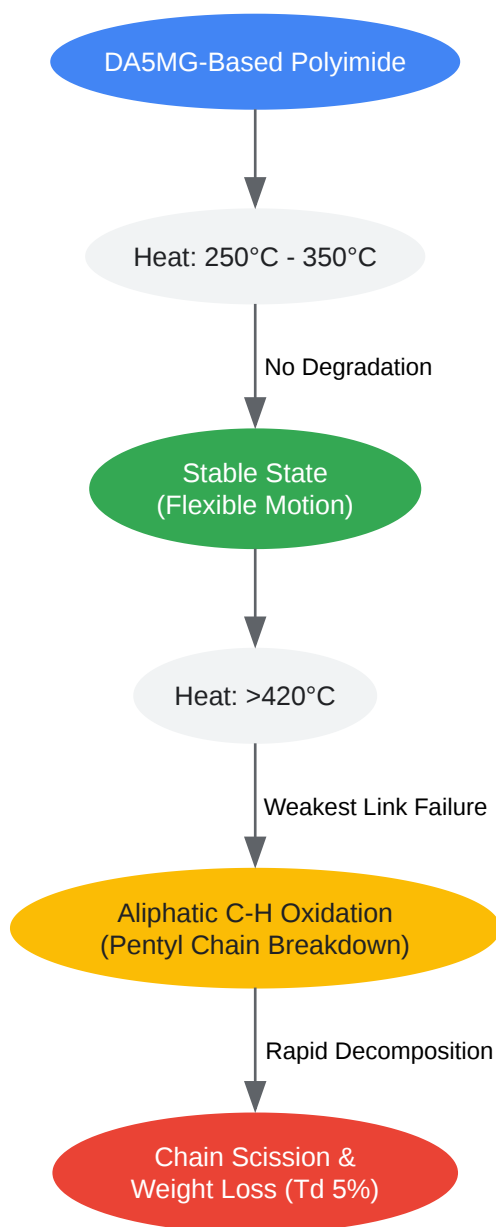 DA5MG-Based Polyimide
Heat: 250°C - 350°C
No Degradation
Stable State
(Flexible Motion)
Heat: >420°C
Weakest Link Failure
Aliphatic C-H Oxidation
(Pentyl Chain Breakdown)
Rapid Decomposition
Chain Scission &
Weight Loss (Td 5%)